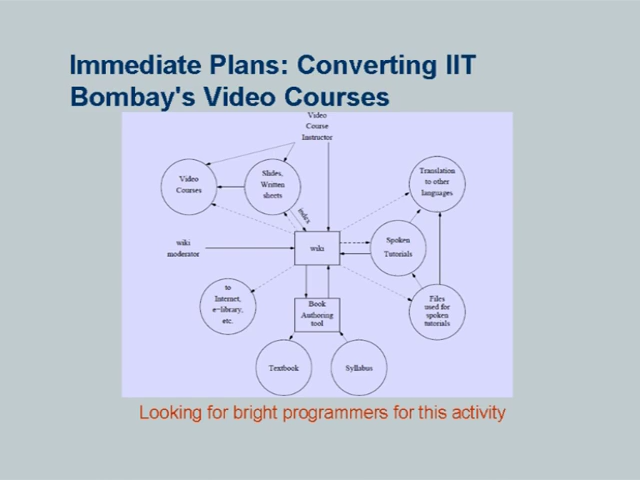 Immediate Plans: Converting IIT
Bombay's Video Courses
Video
Course
Instructor
Video
Courses
Slides,
Written
sheets
index
Translation
to other
languages
wiki
moderator
wiki
Spoken
Tutorials
to
Internet,
e-library,
etc.
Book
Authoring
tool
Files
used for
spoken
tutorials
Textbook
Syllabus
Looking for bright programmers for this activity